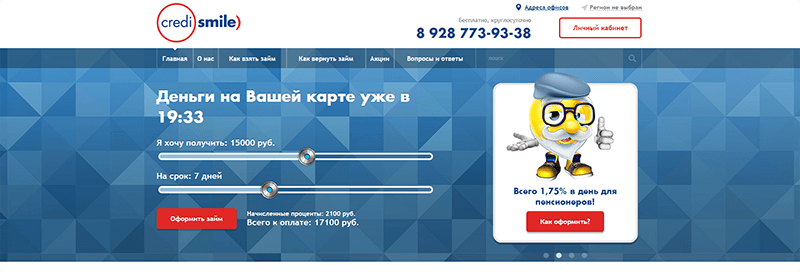 credi smile)
Адреса офисов
Регион не выбран
Бесплатно, круглосуточно
8 928 773-93-38
Личный кабинет
Главная
О нас
Как взять займ
Как вернуть займ
Акции
Вопросы и ответы
поиск
Деньги на Вашей карте уже в
19:33
Я хочу получить: 15000 руб.
На срок: 7 дней
Оформить займ
Начисленные проценты: 2100 руб.
Всего к оплате: 17100 руб.
Всего 1,75% в день для
пенсионеров!
Как оформить?